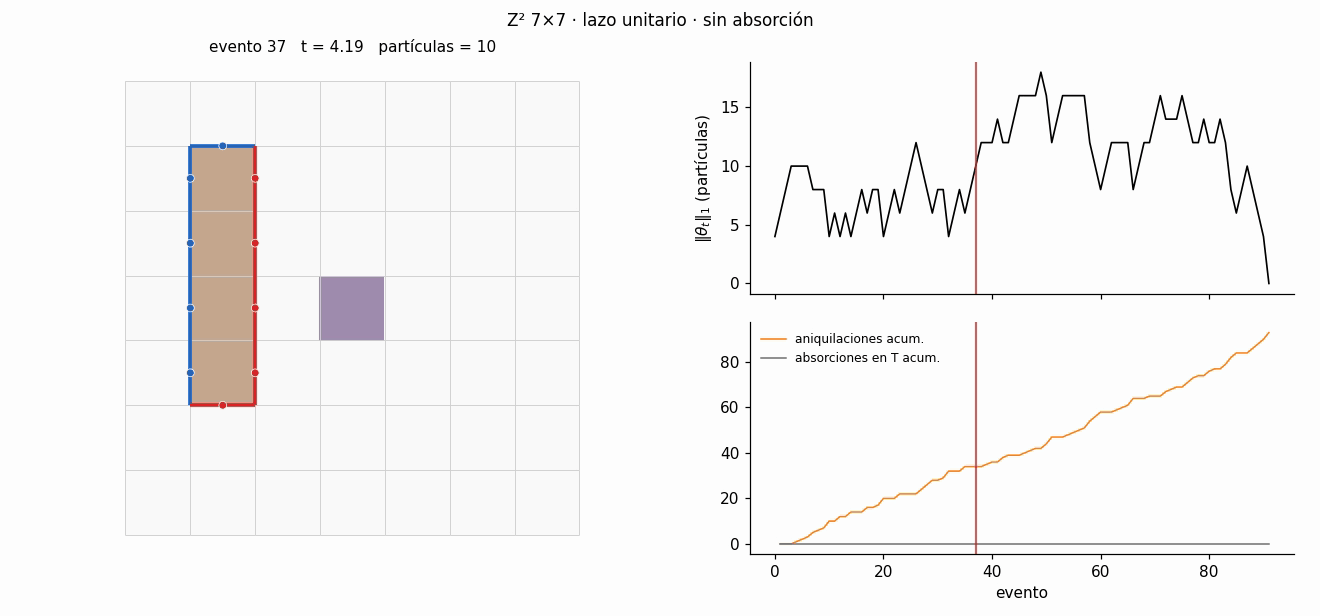 Z² 7×7 · lazo unitario · sin absorción
evento 37   t = 4.19   partículas = 10
‖θₜ‖₁ (partículas)
15
10
5
0
aniquilaciones acum.
absorciones en T acum.
80
60
40
20
0
0 20 40 60 80
evento